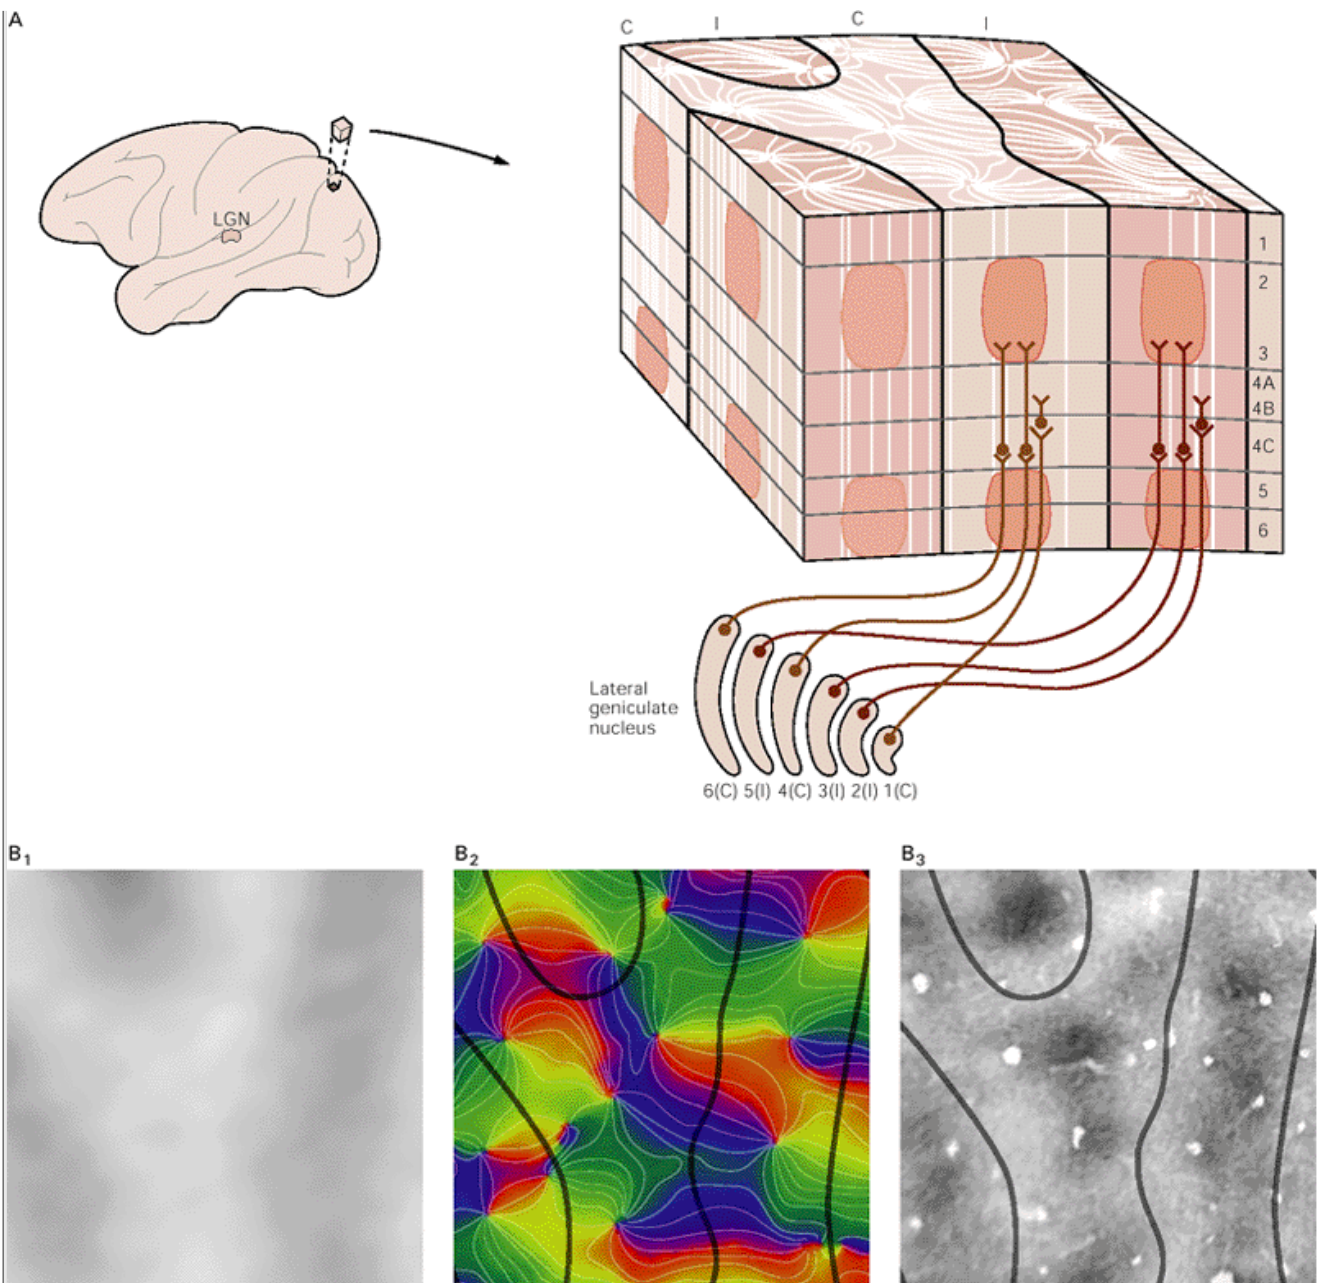 A
C I C I
LGN
1
2
3
4A
4B
4C
5
6
Lateral
geniculate
nucleus
6(C) 5(I) 4(C) 3(I) 2(I) 1(C)
B1 B2 B3